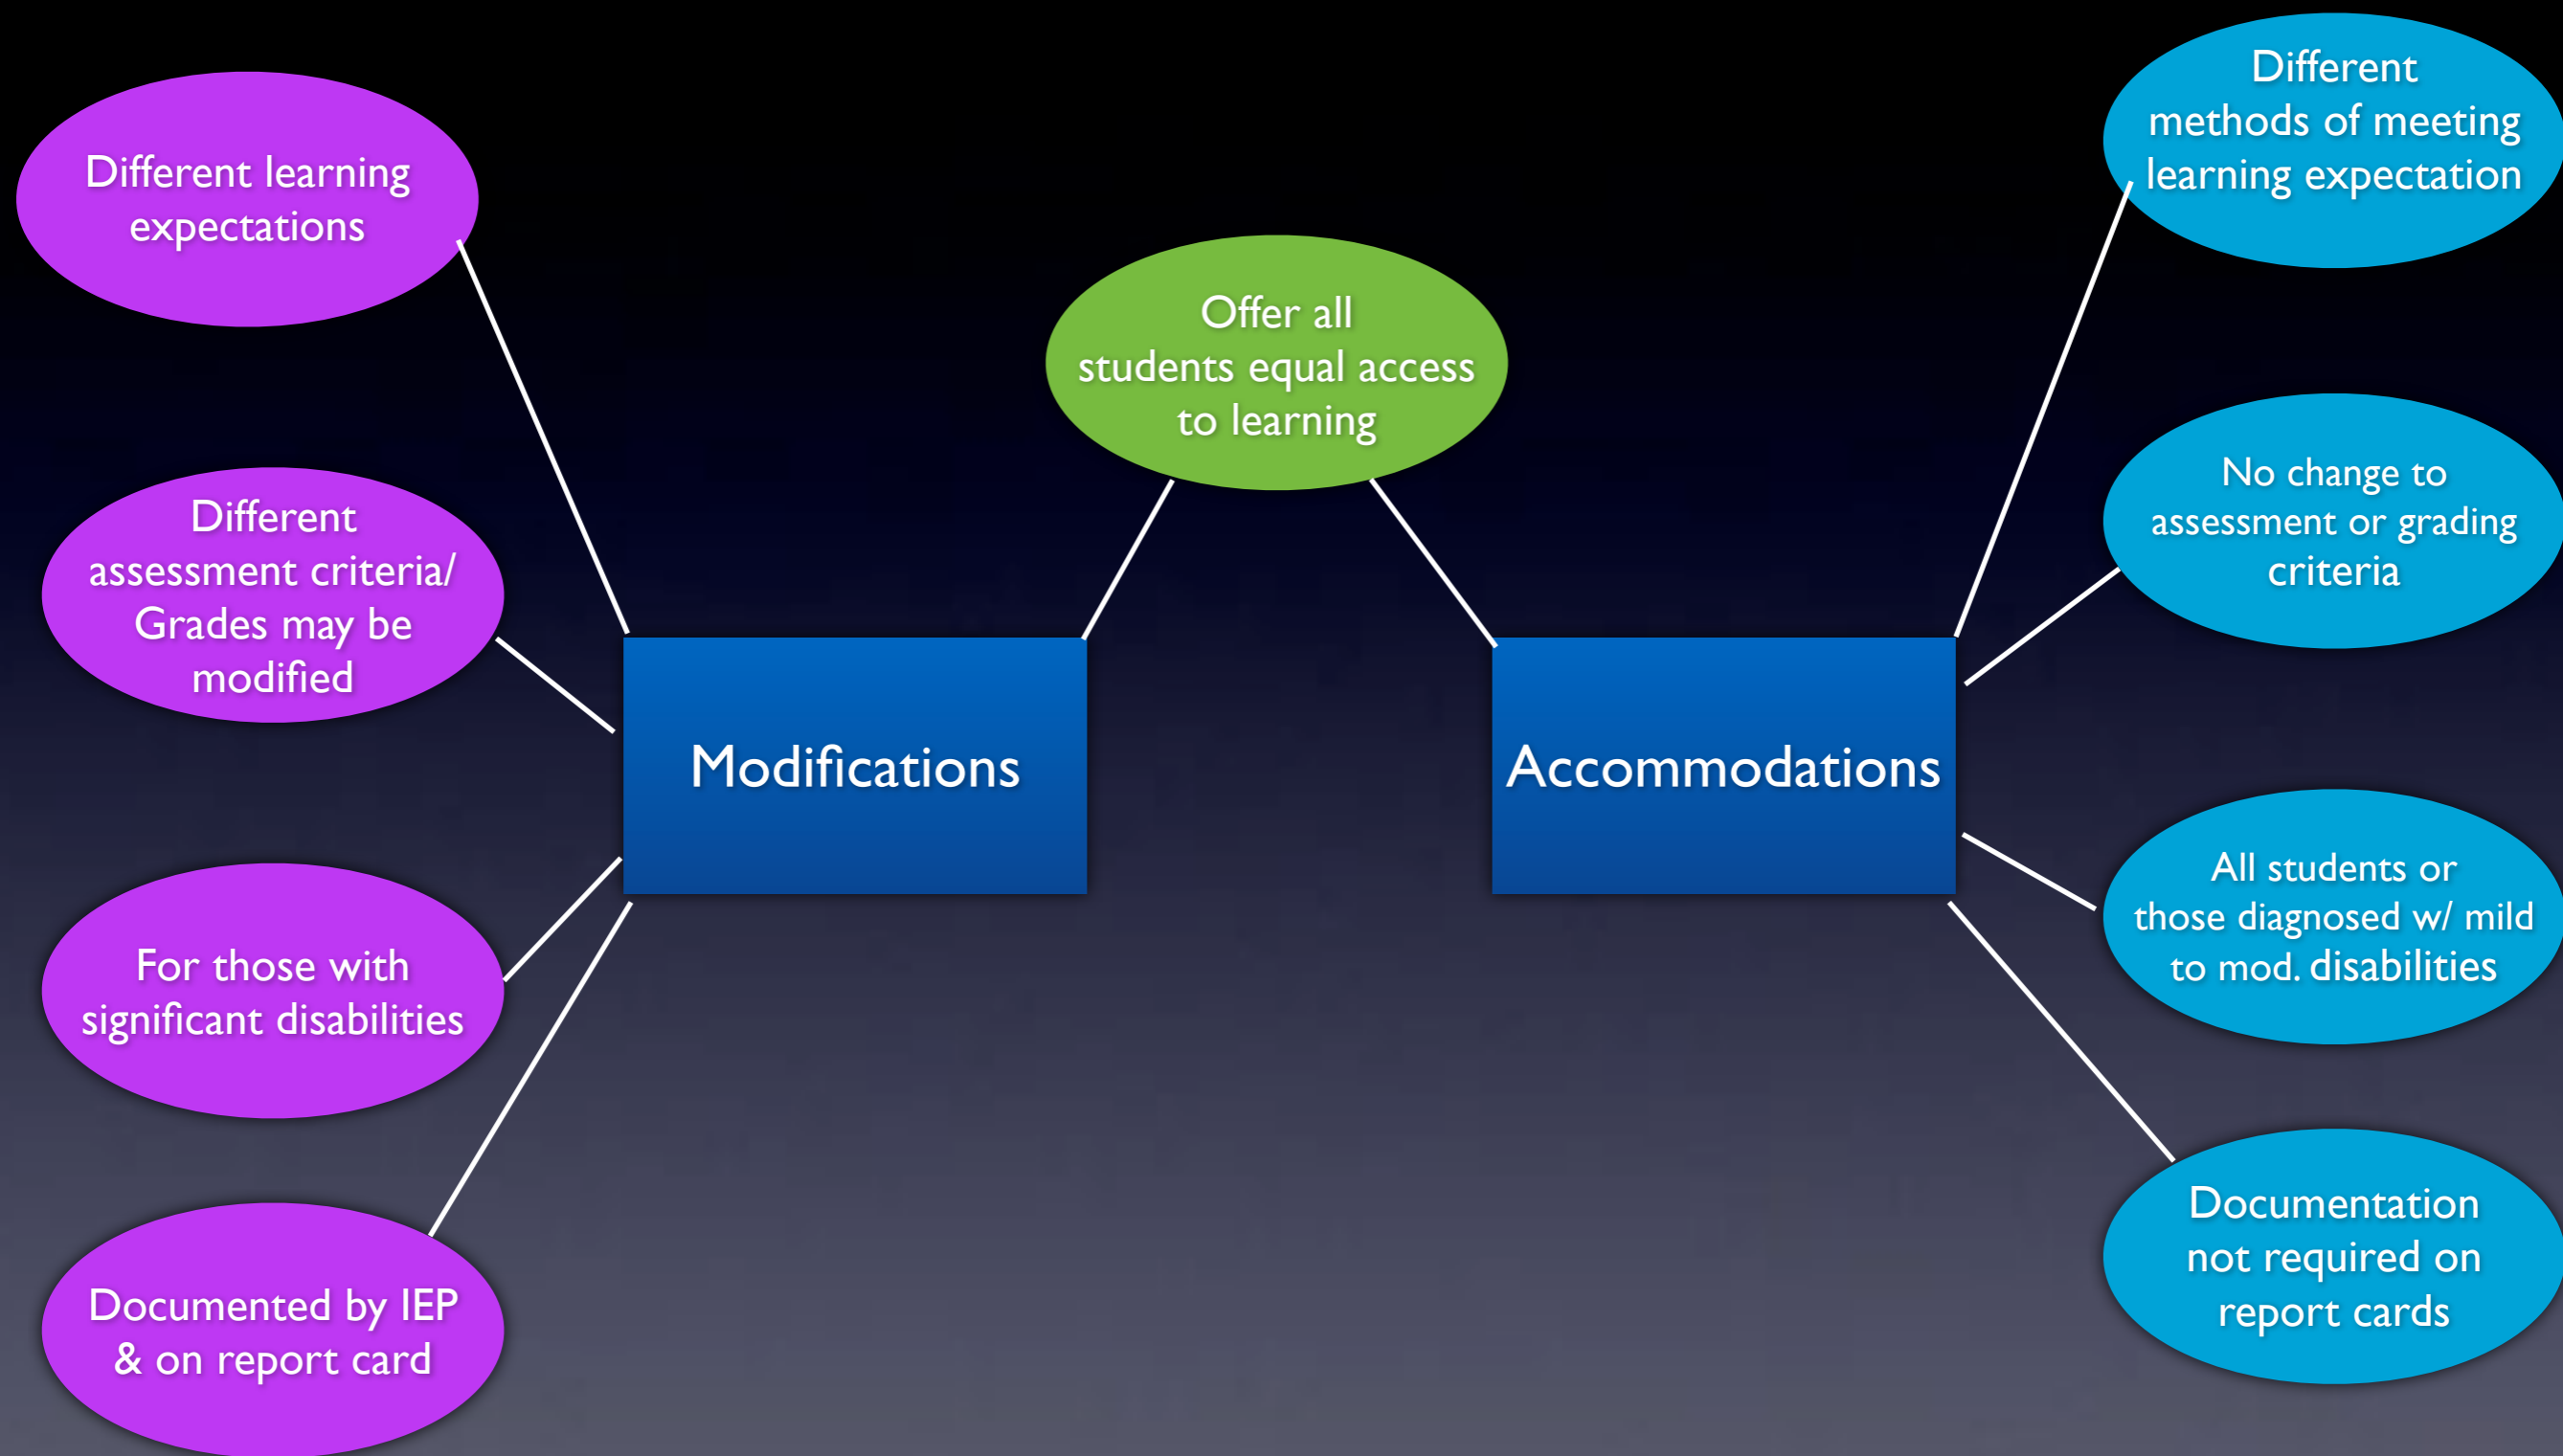 Different learning
expectations
Different
assessment criteria/
Grades may be
modified
For those with
significant disabilities
Documented by IEP
& on report card
Modifications
Offer all
students equal access
to learning
Accommodations
Different
methods of meeting
learning expectation
No change to
assessment or grading
criteria
All students or
those diagnosed w/ mild
to mod. disabilities
Documentation
not required on
report cards